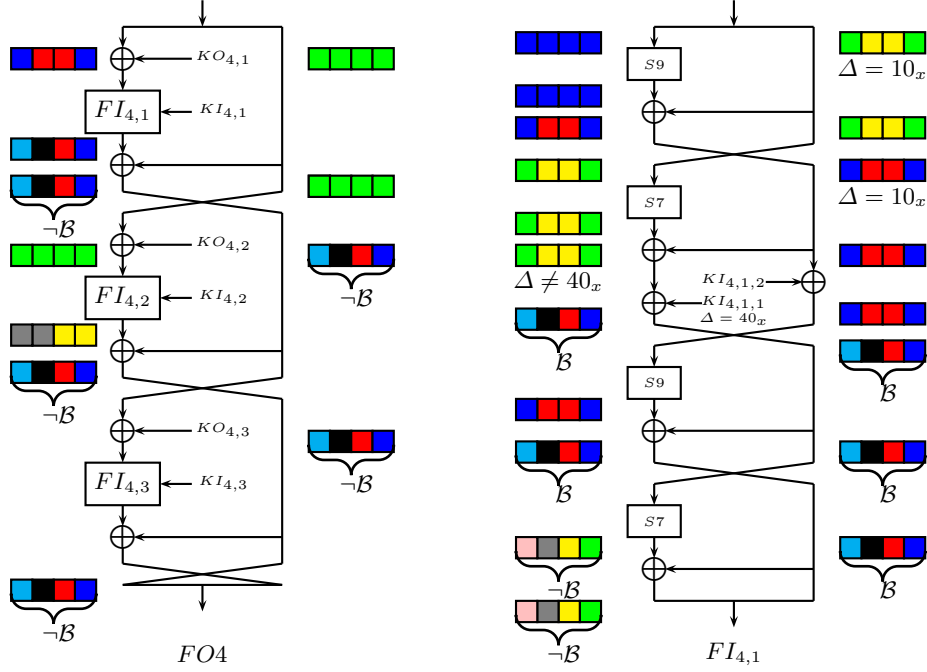 KO₄,₁
FI₄,₁
KI₄,₁
¬B
KO₄,₂
¬B
FI₄,₂
KI₄,₂
¬B
KO₄,₃
¬B
FI₄,₃
KI₄,₃
¬B
FO4
S9
Δ = 10ₓ
S7
Δ = 10ₓ
Δ ≠ 40ₓ
KI₄,₁,₂
KI₄,₁,₁
Δ = 40ₓ
B
B
S9
B
B
S7
¬B
B
¬B
FI₄,₁